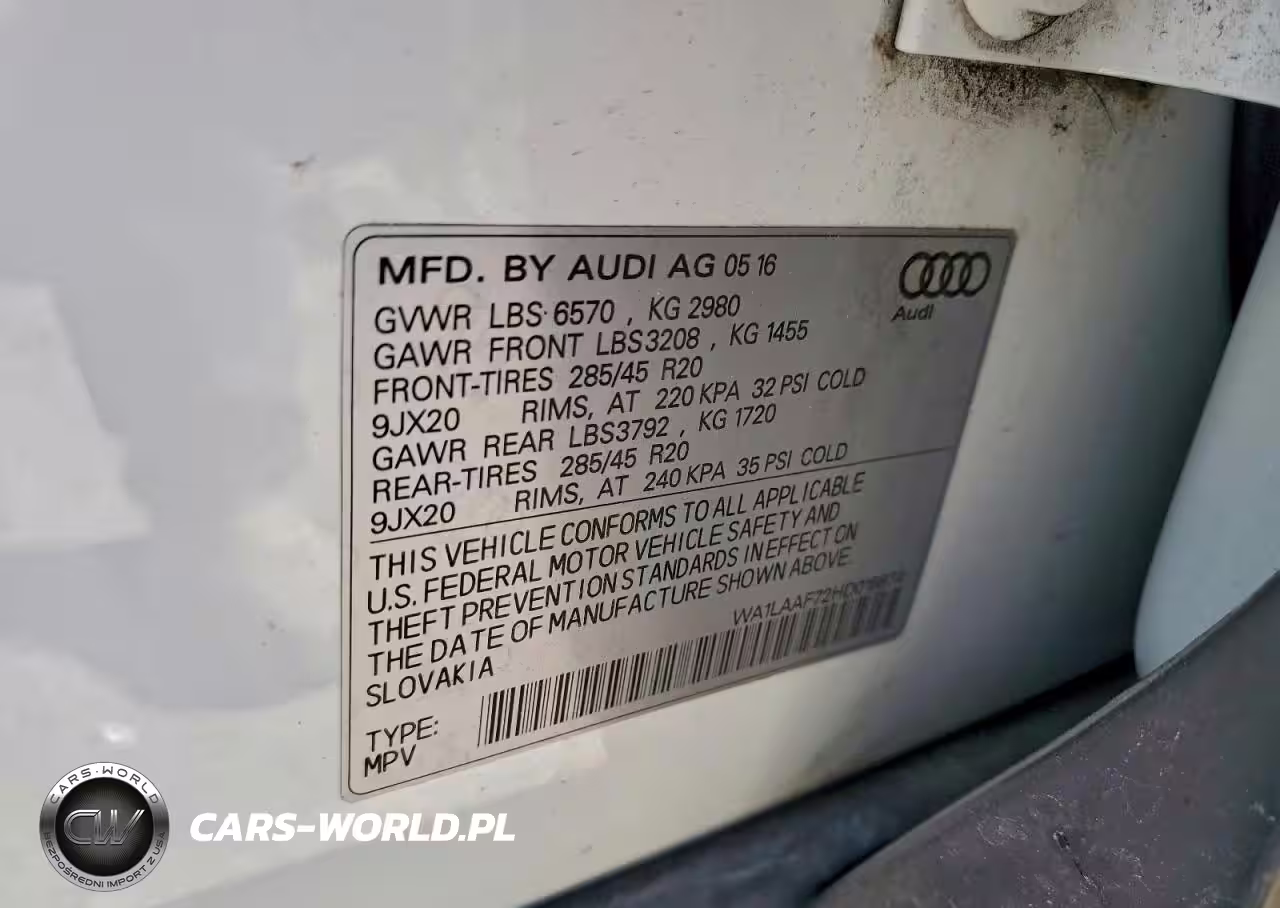 MFD. BY AUDI AG 05 16
Audi
GVWR LBS 6570 , KG 2980
GAWR FRONT LBS3208 , KG 1455
FRONT-TIRES 285/45 R20
9JX20 RIMS, AT 220 KPA 32 PSI COLD
GAWR REAR LBS3792 , KG 1720
REAR-TIRES 285/45 R20
9JX20 RIMS, AT 240 KPA 35 PSI COLD
THIS VEHICLE CONFORMS TO ALL APPLICABLE
U.S. FEDERAL MOTOR VEHICLE SAFETY AND
THEFT PREVENTION STANDARDS IN EFFECT ON
THE DATE OF MANUFACTURE SHOWN ABOVE.
SLOVAKIA
TYPE:
MPV
CARS-WORLD
CW
BEZPOŚREDNI IMPORT Z USA
CARS-WORLD.PL